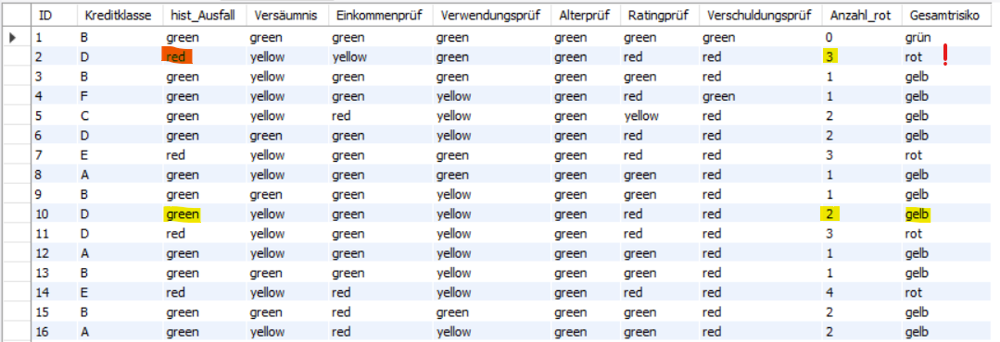 ID Kreditklasse hist_Ausfall Versäumnis Einkommenprüf Verwendungsprüf Alterprüf Ratingprüf Verschuldungsprüf Anzahl_rot Gesamtrisiko
1 B green green green green green green green 0 grün
2 D red yellow yellow green green red red 3 rot !
3 B green yellow green green green green red 1 gelb
4 F green yellow green yellow green red green 1 gelb
5 C green yellow red yellow green yellow red 2 gelb
6 D green green green yellow green red red 2 gelb
7 E red yellow green green green red red 3 rot
8 A green yellow green green green green red 1 gelb
9 B green green green yellow green green red 1 gelb
10 D green yellow green yellow green red red 2 gelb
11 D red yellow green yellow green red red 3 rot
12 A green yellow green yellow green green red 1 gelb
13 B green green green yellow green green red 1 gelb
14 E red yellow red yellow green red red 4 rot
15 B green green red green green green red 2 gelb
16 A green yellow red yellow green green red 2 gelb